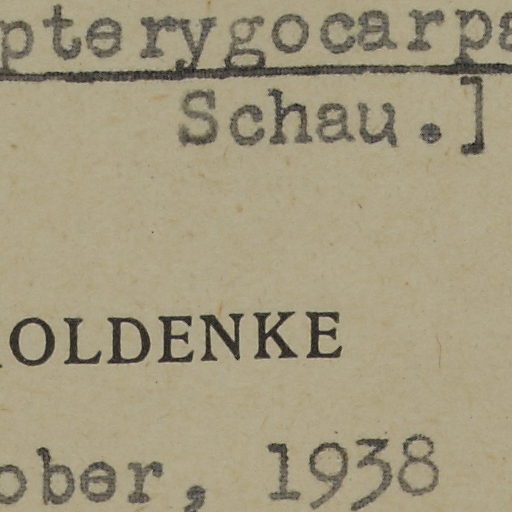 pterygocarpa
Schau.]
OLDENKE
ober, 1938